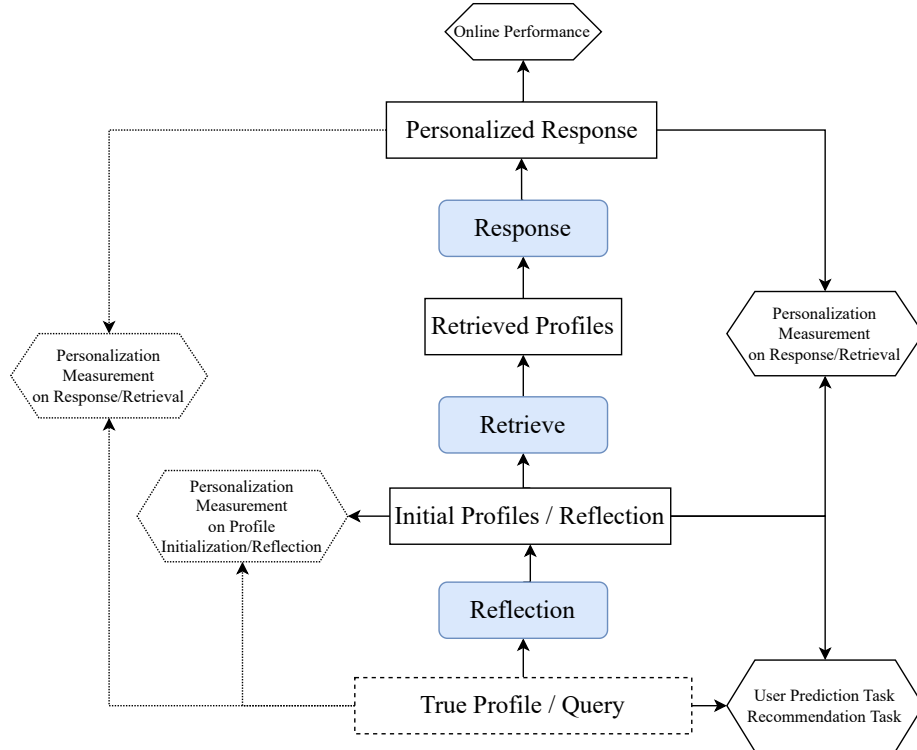 Online Performance
Personalized Response
Response
Retrieved Profiles
Personalization
Measurement
on Response/Retrieval
Personalization
Measurement
on Response/Retrieval
Retrieve
Personalization
Measurement
on Profile
Initialization/Reflection
Initial Profiles / Reflection
Reflection
True Profile / Query
User Prediction Task
Recommendation Task